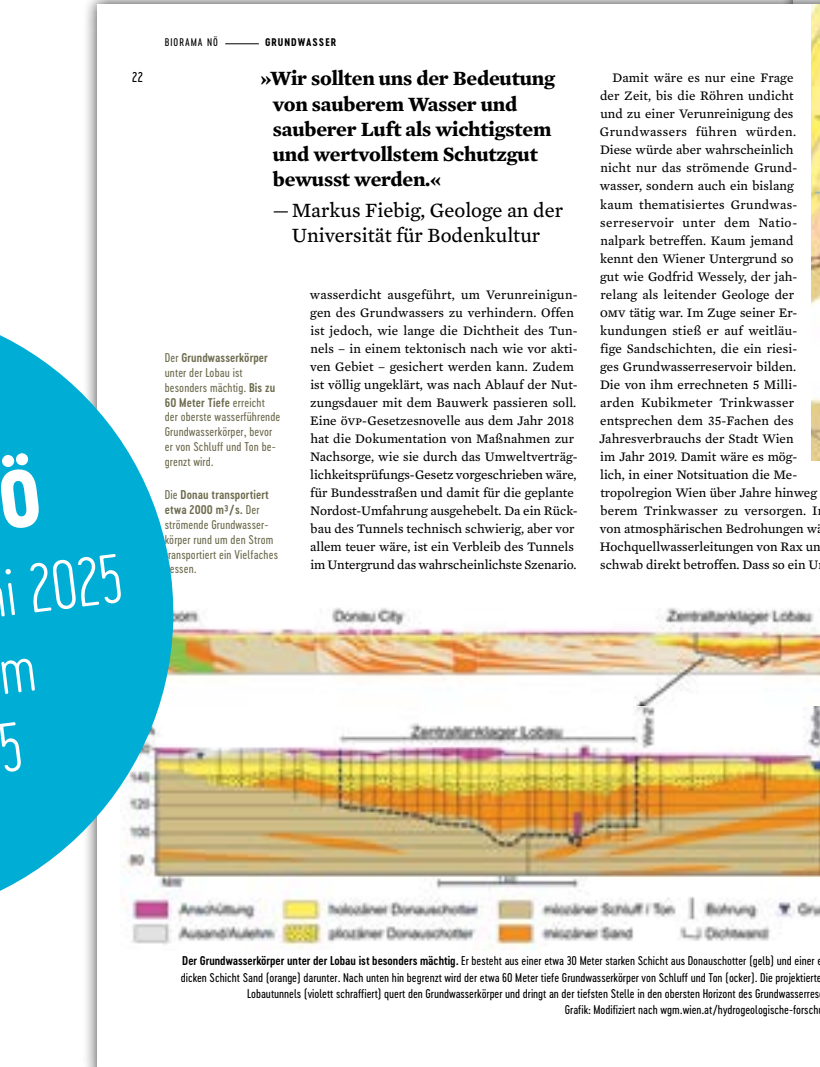 BIORAMA NÖ — GRUNDWASSER
22
»Wir sollten uns der Bedeutung
von sauberem Wasser und
sauberer Luft als wichtigstem
und wertvollstem Schutzgut
bewusst werden.«
— Markus Fiebig, Geologe an der
Universität für Bodenkultur
Der Grundwasserkörper
unter der Lobau ist
besonders mächtig. Bis zu
60 Meter Tiefe erreicht
der oberste wasserführende
Grundwasserkörper, bevor
er von Schluff und Ton be-
grenzt wird.
Die Donau transportiert
etwa 2000 m³/s. Der
strömende Grundwasser-
körper rund um den Strom
transportiert ein Vielfaches
dessen.
wasserdicht ausgeführt, um Verunreinigun-
gen des Grundwassers zu verhindern. Offen
ist jedoch, wie lange die Dichtheit des Tun-
nels – in einem tektonisch nach wie vor akti-
ven Gebiet – gesichert werden kann. Zudem
ist völlig ungeklärt, was nach Ablauf der Nut-
zungsdauer mit dem Bauwerk passieren soll.
Eine ÖVP-Gesetzesnovelle aus dem Jahr 2018
hat die Dokumentation von Maßnahmen zur
Nachsorge, wie sie durch das Umweltverträg-
lichkeitsprüfungs-Gesetz vorgeschrieben wäre,
für Bundesstraßen und damit für die geplante
Nordost-Umfahrung ausgehebelt. Da ein Rück-
bau des Tunnels technisch schwierig, aber vor
allem teuer wäre, ist ein Verbleib des Tunnels
im Untergrund das wahrscheinlichste Szenario.
Damit wäre es nur eine Frage
der Zeit, bis die Röhren undicht
und zu einer Verunreinigung des
Grundwassers führen würden.
Diese würde aber wahrscheinlich
nicht nur das strömende Grund-
wasser, sondern auch ein bislang
kaum thematisiertes Grundwas-
serreservoir unter dem Natio-
nalpark betreffen. Kaum jemand
kennt den Wiener Untergrund so
gut wie Godfrid Wessely, der jah-
relang als leitender Geologe der
OMV tätig war. Im Zuge seiner Er-
kundungen stieß er auf weitläu-
fige Sandschichten, die ein riesi-
ges Grundwasserreservoir bilden.
Die von ihm errechneten 5 Milli-
arden Kubikmeter Trinkwasser
entsprechen dem 35-Fachen des
Jahresverbrauchs der Stadt Wien
im Jahr 2019. Damit wäre es mög-
lich, in einer Notsituation die Me-
tropolregion Wien über Jahre hinweg
berem Trinkwasser zu versorgen.
von atmosphärischen Bedrohungen
Hochquellwasserleitungen von Rax
schwab direkt betroffen. Dass so ein
Ö
2025
m
5
Donau City
Zentraltanklager Lobau
Zentraltanklager Lobau
Wehr 2
140
120
100
80
NW
Anschüttung
holozäner Donauschotter
miozäner Schluff / Ton
Bohrung
Ausand/Aulehm
pliozäner Donauschotter
miozäner Sand
Dichtwand
Der Grundwasserkörper unter der Lobau ist besonders mächtig. Er besteht aus einer etwa 30 Meter starken Schicht aus Donauschotter (gelb) und einer
dicken Schicht Sand (orange) darunter. Nach unten hin begrenzt wird der etwa 60 Meter tiefe Grundwasserkörper von Schluff und Ton (ocker). Die projektierte
Lobautunnels (violett schraffiert) quert den Grundwasserkörper und dringt an der tiefsten Stelle in den obersten Horizont des
Grafik: Modifiziert nach